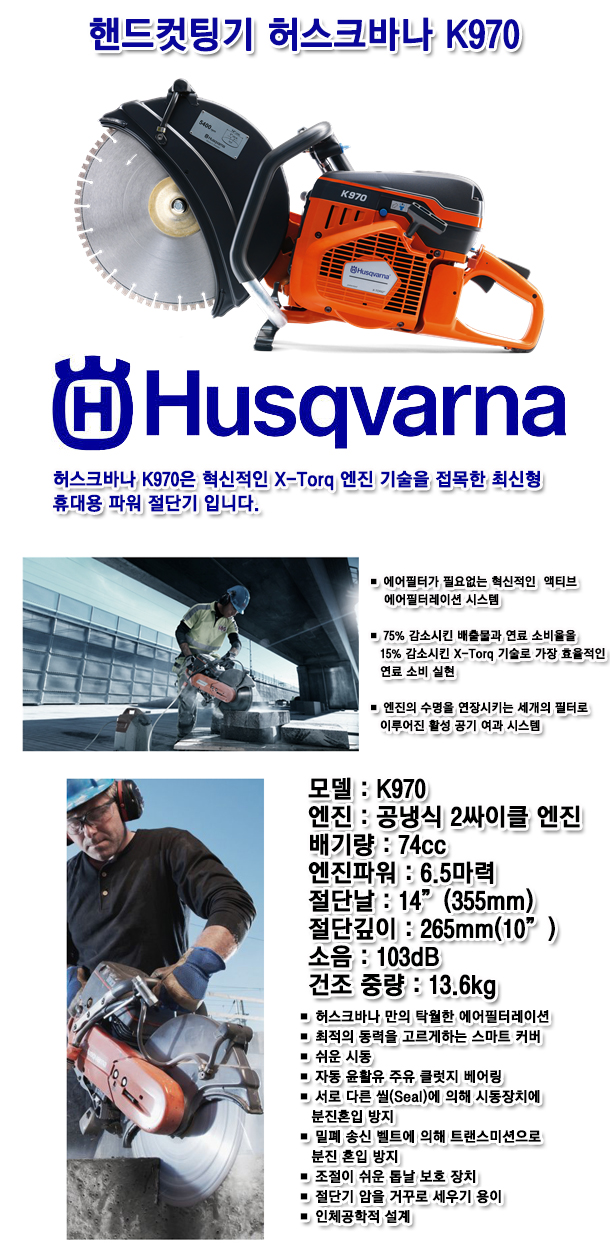 핸드컷팅기 허스크바나 K970
5400
K970
Husqvarna
Husqvarna
H Husqvarna
허스크바나 K970은 혁신적인 X-Torq 엔진 기술을 접목한 최신형
휴대용 파워 절단기 입니다.
■ 에어필터가 필요없는 혁신적인 액티브
에어필터레이션 시스템
■ 75% 감소시킨 배출물과 연료 소비율을
15% 감소시킨 X-Torq 기술로 가장 효율적인
연료 소비 실현
■ 엔진의 수명을 연장시키는 세개의 필터로
이루어진 활성 공기 여과 시스템
모델 : K970
엔진 : 공냉식 2싸이클 엔진
배기량 : 74cc
엔진파워 : 6.5마력
절단날 : 14” (355mm)
절단깊이 : 265mm(10” )
소음 : 103dB
건조 중량 : 13.6kg
■ 허스크바나 만의 탁월한 에어필터레이션
■ 최적의 동력을 고르게하는 스마트 커버
■ 쉬운 시동
■ 자동 윤활유 주유 클럿지 베어링
■ 서로 다른 씰(Seal)에 의해 시동장치에
분진혼입 방지
■ 밀폐 송신 벨트에 의해 트랜스미션으로
분진 혼입 방지
■ 조절이 쉬운 톱날 보호 장치
■ 절단기 암을 거꾸로 세우기 용이
■ 인체공학적 설계